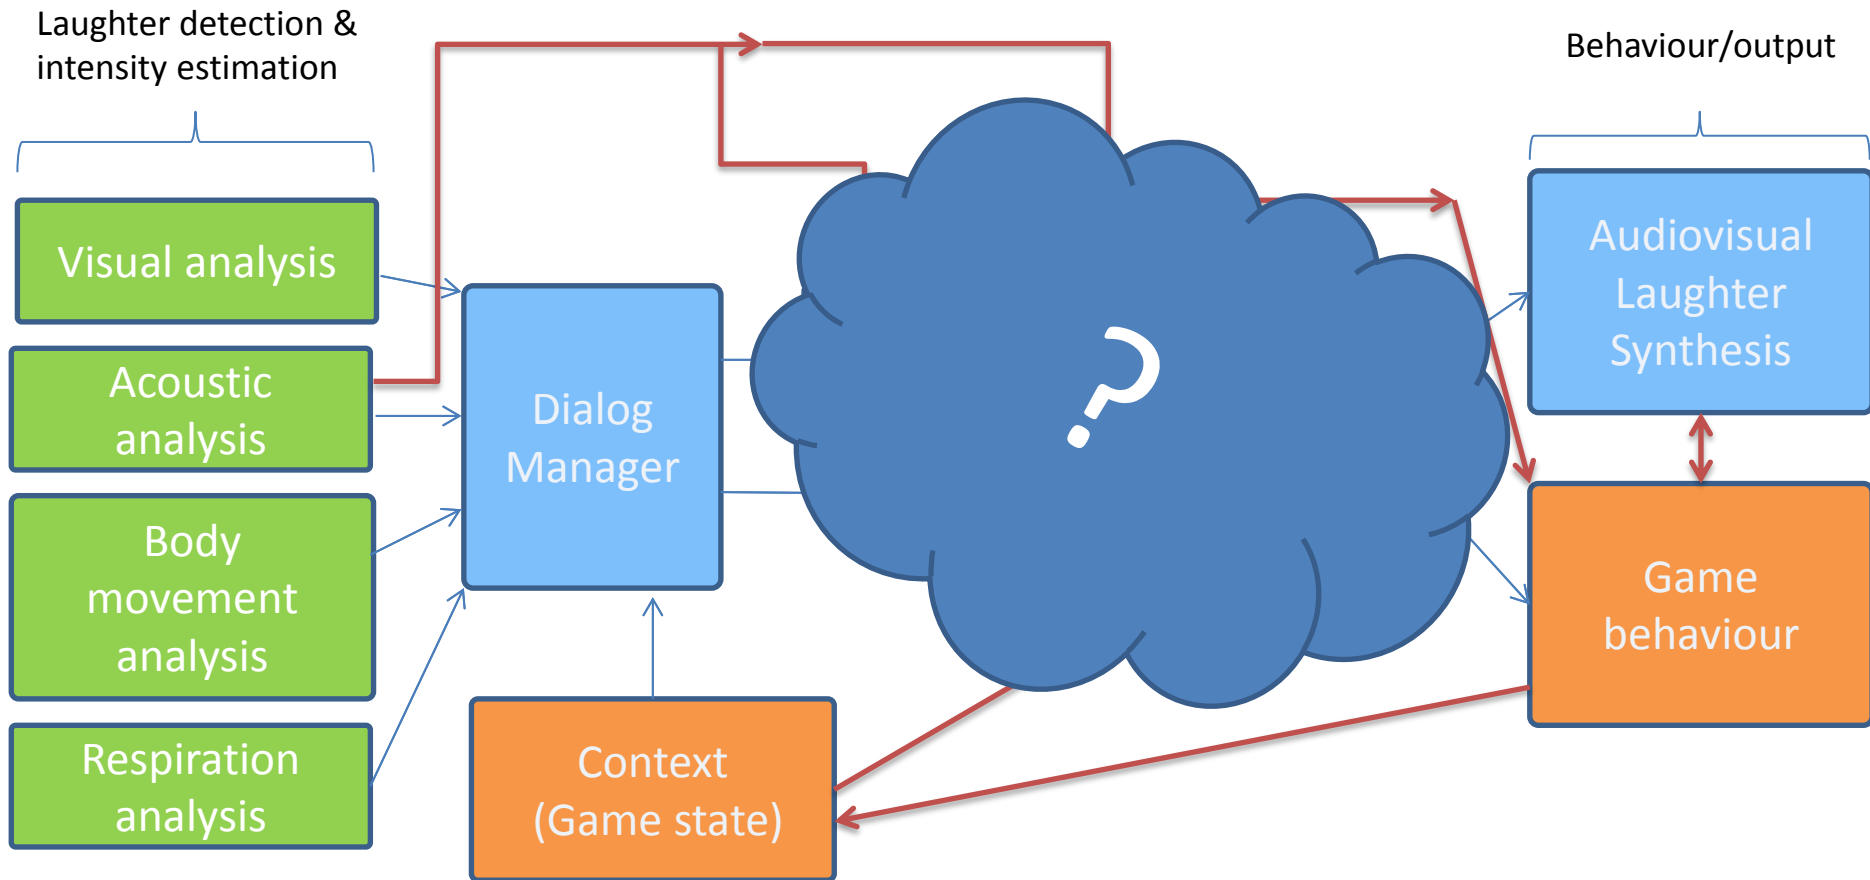 Laughter detection &
intensity estimation
Behaviour/output
Visual analysis
Acoustic
analysis
Body
movement
analysis
Respiration
analysis
Dialog
Manager
Context
(Game state)
?
Audiovisual
Laughter
Synthesis
Game
behaviour